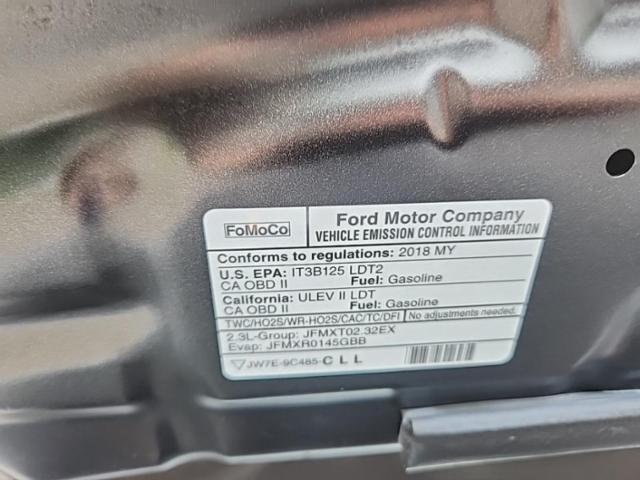 FoMoCo
Ford Motor Company
VEHICLE EMISSION CONTROL INFORMATION
Conforms to regulations: 2018 MY
U.S. EPA: IT3B125 LDT2
CA OBD II Fuel: Gasoline
California: ULEV II LDT
CA OBD II Fuel: Gasoline
TWC/HO2S/WR-HO2S/CAC/TC/DFI No adjustments needed.
2.3L-Group: JFMXT02.32EX
Evap: JFMXR0145GBB
JW7E-9C485-C L L